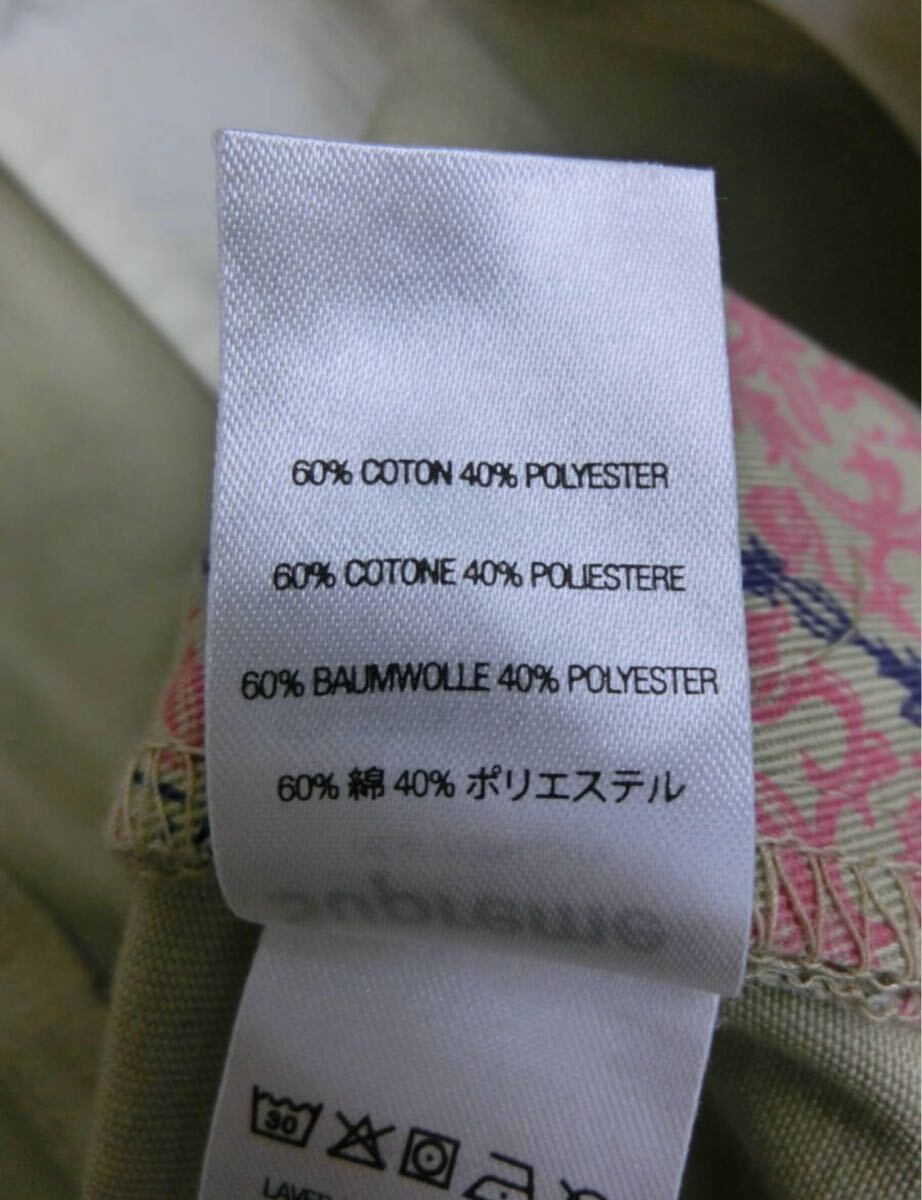 60% COTON 40% POLYESTER
60% COTONE 40% POLIESTERE
60% BAUMWOLLE 40% POLYESTER
60% 綿 40% ポリエステル
30